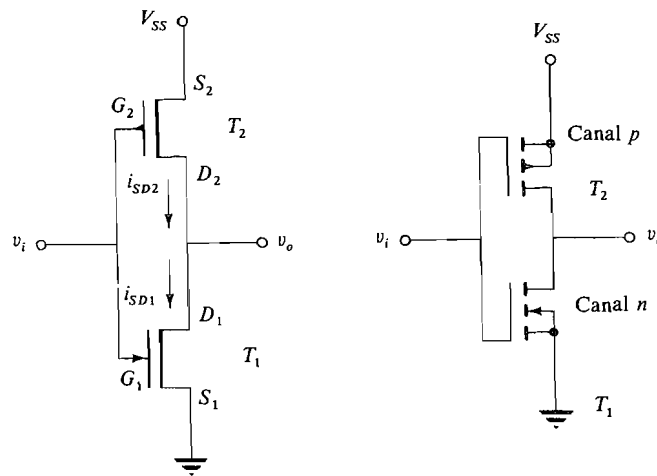 V_SS
S_2
G_2
T_2
D_2
i_SD2
v_i
v_o
i_SD1
D_1
T_1
G_1
S_1
V_SS
Canal p
T_2
v_i
Canal n
T_1